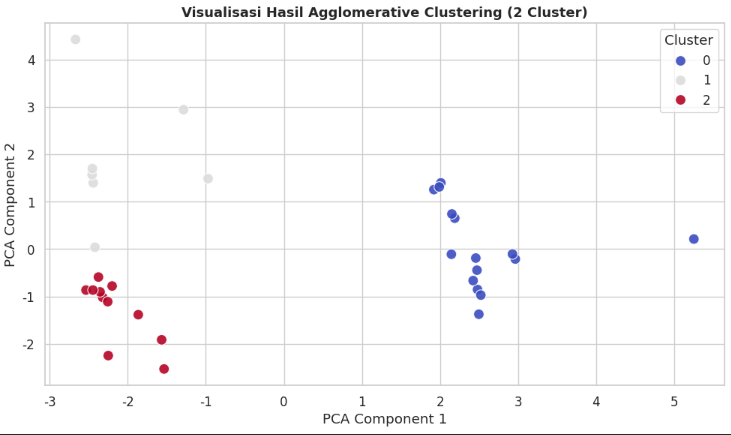 Visualisasi Hasil Agglomerative Clustering (2 Cluster)
Cluster
0
1
2
PCA Component 2
4
3
2
1
0
-1
-2
-3 -2 -1 0 1 2 3 4 5
PCA Component 1